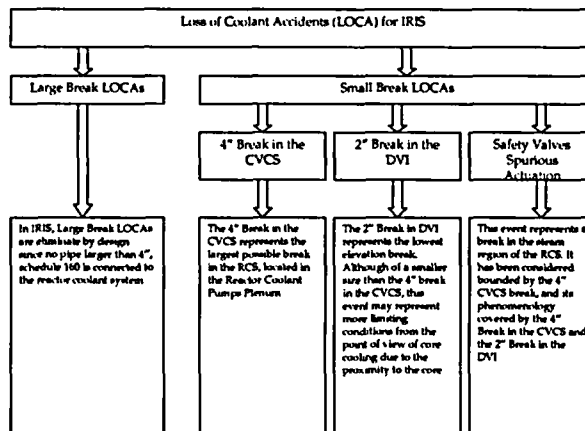 Loss of Coolant Accidents (LOCA) for IRIS
Large Break LOCAs
Small Break LOCAs
4" Break in the
CVCS
2" Break in the
DVI
Safety Valves
Spurious
Actuation
In IRIS, Large Break LOCAs
are eliminate by design
since no pipe larger than 4",
schedule 160 is connected to
the reactor coolant system
The 4" Break in the
CVCS represents the
largest possible break
in the RCS, located in
the Reactor Coolant
Pumps Plenum
The 2" Break in DVI
represents the lowest
elevation break.
Although of a smaller
size than the 4" break
in the CVCS, this
event may represent
more limiting
conditions from the
point of view of core
cooling due to the
proximity to the core
This event represents a
break in the steam
region of the RCS. It
has been considered
bounded by the 4"
CVCS break, and its
phenomenology
covered by the 4"
Break in the CVCS and
the 2" Break in the
DVI